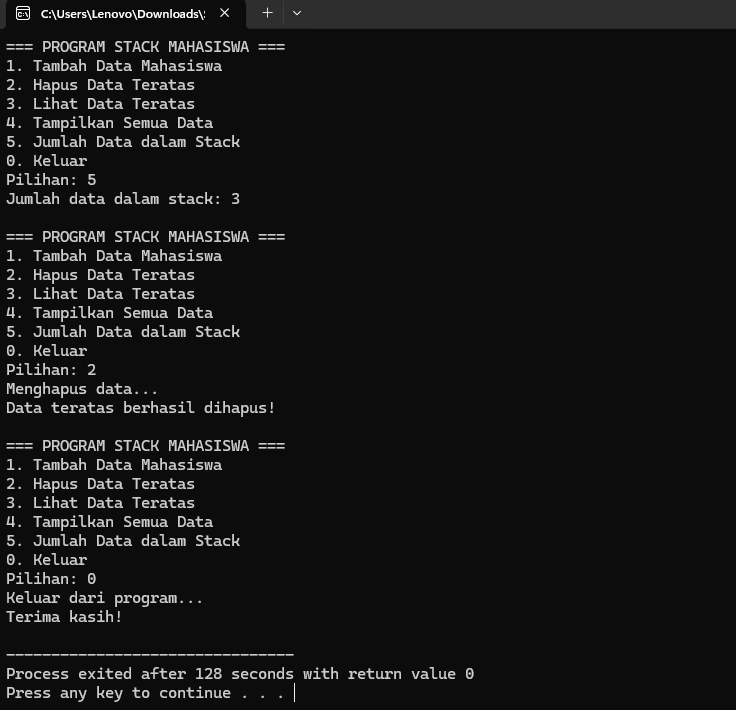 C:\Users\Lenovo\Downloads\
=== PROGRAM STACK MAHASISWA ===
1. Tambah Data Mahasiswa
2. Hapus Data Teratas
3. Lihat Data Teratas
4. Tampilkan Semua Data
5. Jumlah Data dalam Stack
0. Keluar
Pilihan: 5
Jumlah data dalam stack: 3
=== PROGRAM STACK MAHASISWA ===
1. Tambah Data Mahasiswa
2. Hapus Data Teratas
3. Lihat Data Teratas
4. Tampilkan Semua Data
5. Jumlah Data dalam Stack
0. Keluar
Pilihan: 2
Menghapus data...
Data teratas berhasil dihapus!
=== PROGRAM STACK MAHASISWA ===
1. Tambah Data Mahasiswa
2. Hapus Data Teratas
3. Lihat Data Teratas
4. Tampilkan Semua Data
5. Jumlah Data dalam Stack
0. Keluar
Pilihan: 0
Keluar dari program...
Terima kasih!
--------------------------------
Process exited after 128 seconds with return value 0
Press any key to continue . . .